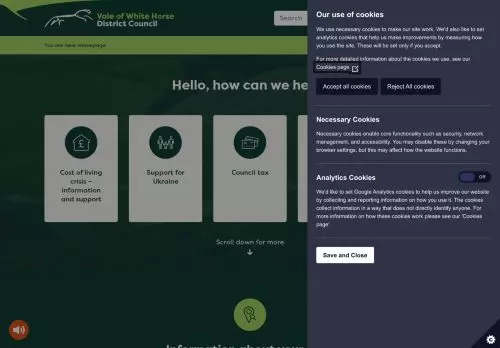 Vale of White Horse
District Council
Search
You are here: Homepage
Hello, how can we he
Cost of living
crisis –
information
and support
Support for
Ukraine
Council tax
Scroll down for more
Information about your
Our use of cookies
We use necessary cookies to make our site work. We'd also like to set
analytics cookies that help us make improvements by measuring how
you use the site. These will be set only if you accept.
For more detailed information about the cookies we use, see our
Cookies page
Accept all cookies
Reject All cookies
Necessary Cookies
Necessary cookies enable core functionality such as security, network
management, and accessibility. You may disable these by changing your
browser settings, but this may affect how the website functions.
Analytics Cookies
Off
We'd like to set Google Analytics cookies to help us improve our website
by collecting and reporting information on how you use it. The cookies
collect information in a way that does not directly identify anyone. For
more information on how these cookies work please see our 'Cookies
page'
Save and Close